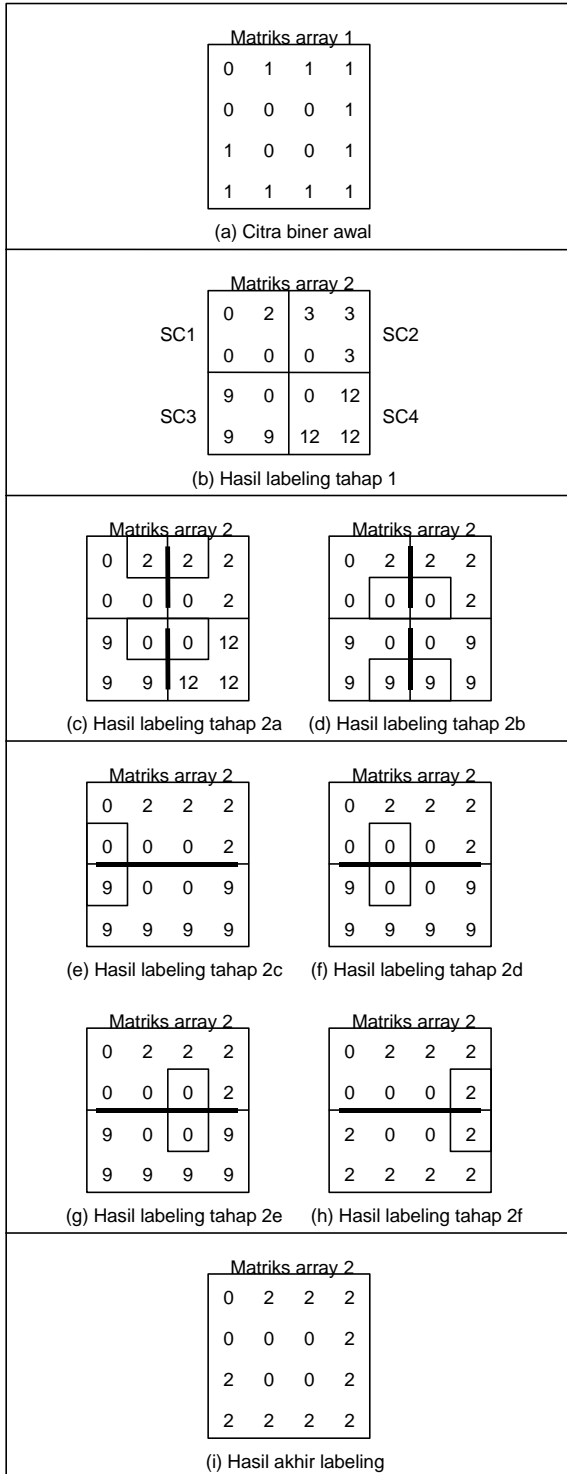 Matriks array 1
0 1 1 1
0 0 0 1
1 0 0 1
1 1 1 1
(a) Citra biner awal
Matriks array 2
0 2 3 3
SC1 SC2
0 0 0 3
9 0 0 12
SC3 SC4
9 9 12 12
(b) Hasil labeling tahap 1
Matriks array 2
0 2 2 2
0 0 0 2
9 0 0 12
9 9 12 12
(c) Hasil labeling tahap 2a
Matriks array 2
0 2 2 2
0 0 0 2
9 0 0 9
9 9 9 9
(d) Hasil labeling tahap 2b
Matriks array 2
0 2 2 2
0 0 0 2
9 0 0 9
9 9 9 9
(e) Hasil labeling tahap 2c
Matriks array 2
0 2 2 2
0 0 0 2
9 0 0 9
9 9 9 9
(f) Hasil labeling tahap 2d
Matriks array 2
0 2 2 2
0 0 0 2
9 0 0 9
9 9 9 9
(g) Hasil labeling tahap 2e
Matriks array 2
0 2 2 2
0 0 0 2
2 0 0 2
2 2 2 2
(h) Hasil labeling tahap 2f
Matriks array 2
0 2 2 2
0 0 0 2
2 0 0 2
2 2 2 2
(i) Hasil akhir labeling